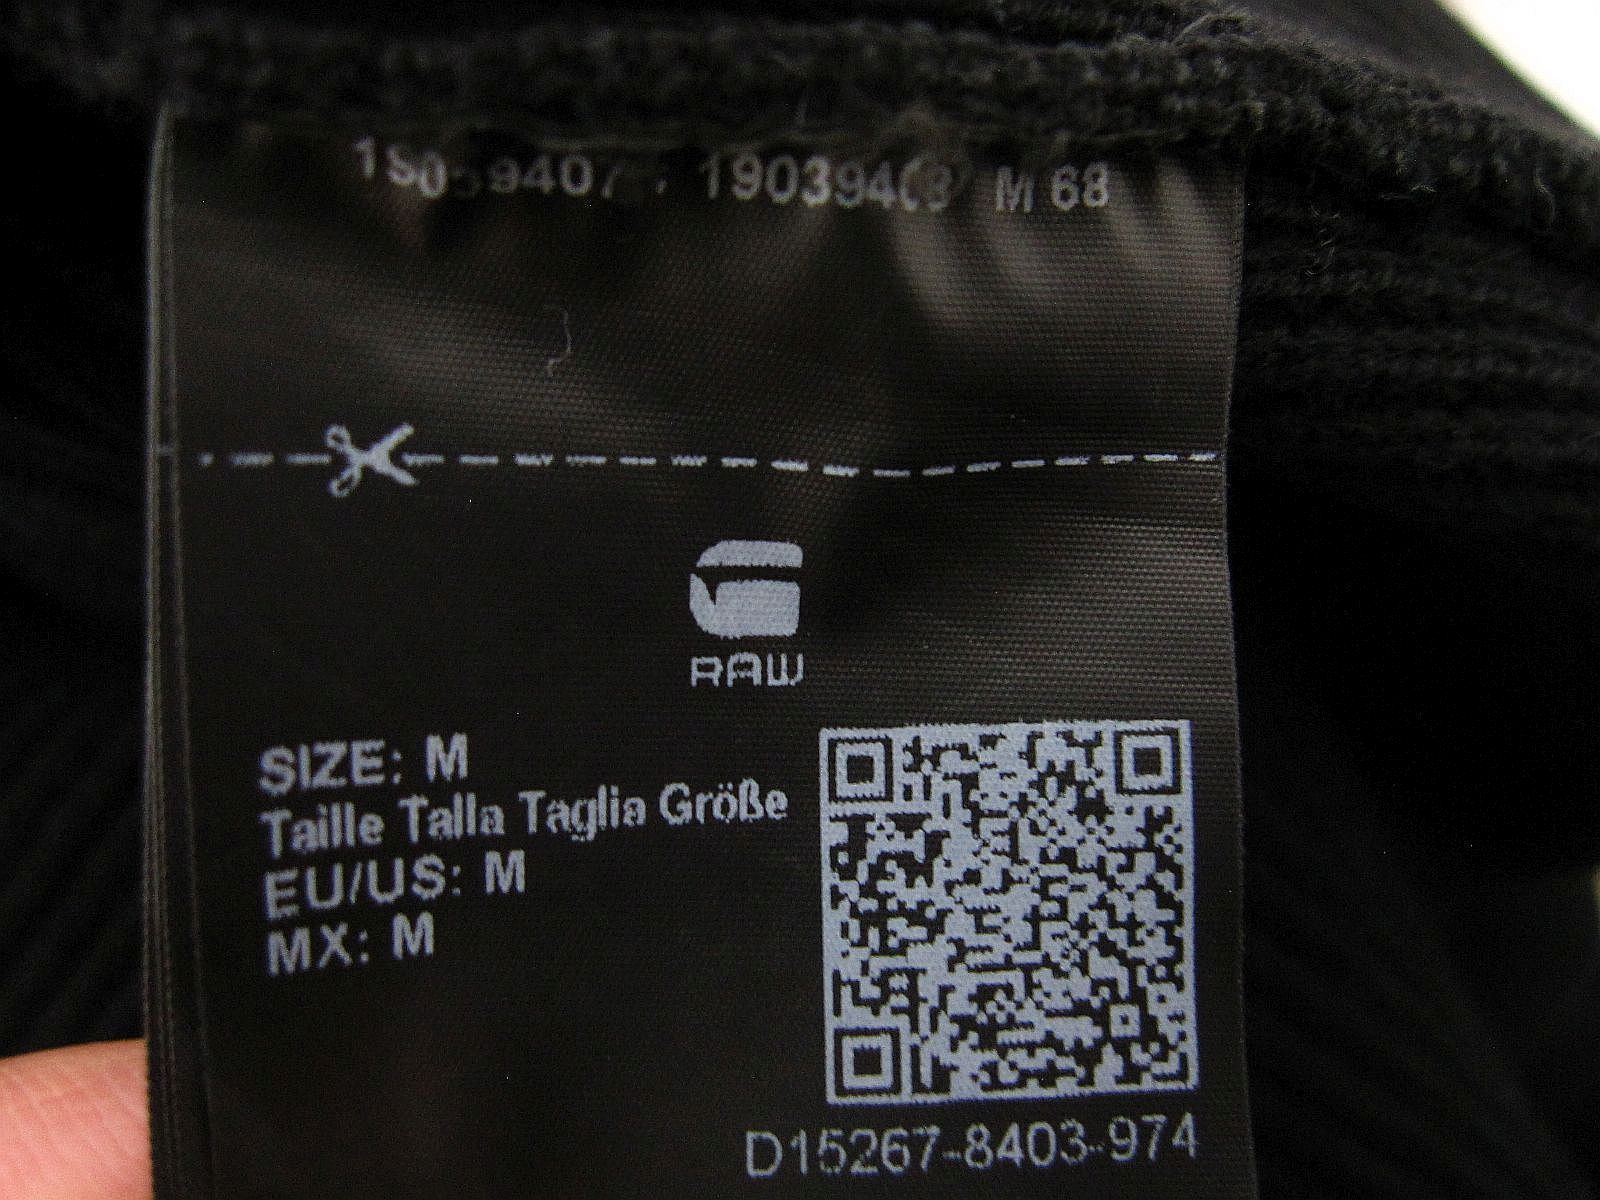 M 68
RAW
SIZE: M
Taille Talla Taglia Größe
EU/US: M
MX: M
D15267-8403-974